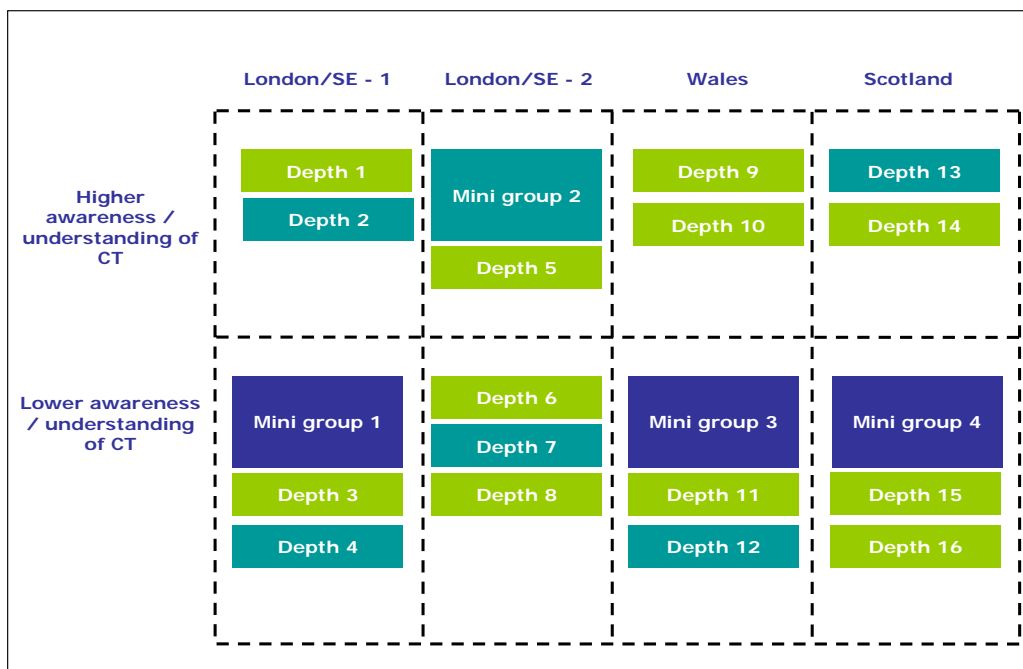 London/SE - 1
London/SE - 2
Wales
Scotland
Higher
awareness /
understanding of
CT
Depth 1
Depth 2
Mini group 2
Depth 5
Depth 9
Depth 10
Depth 13
Depth 14
Lower awareness
/ understanding
of CT
Mini group 1
Depth 3
Depth 4
Depth 6
Depth 7
Depth 8
Mini group 3
Depth 11
Depth 12
Mini group 4
Depth 15
Depth 16